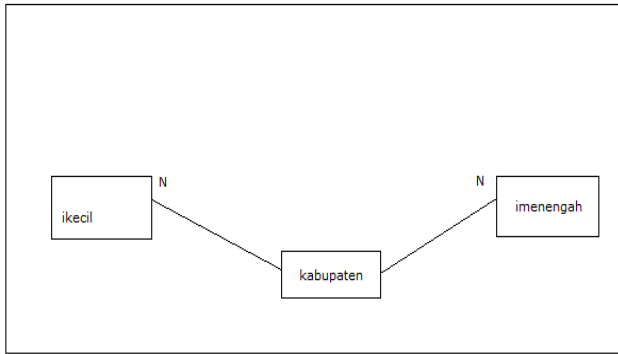 N
N
ikecil
imenengah
kabupaten